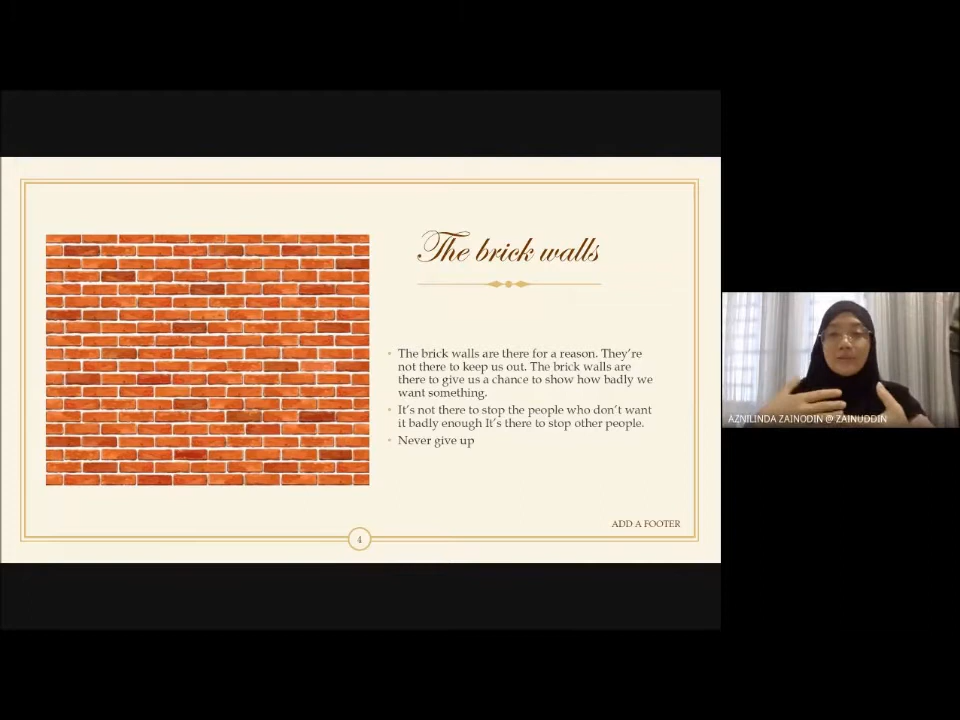 The brick walls
The brick walls are there for a reason. They're
not there to keep us out. The brick walls are
there to give us a chance to show how badly we
want something.
It's not there to stop the people who don't want
it badly enough It's there to stop other people.
Never give up
ADD A FOOTER
4
AZNILINDA ZAINODIN @ ZAINUDDIN